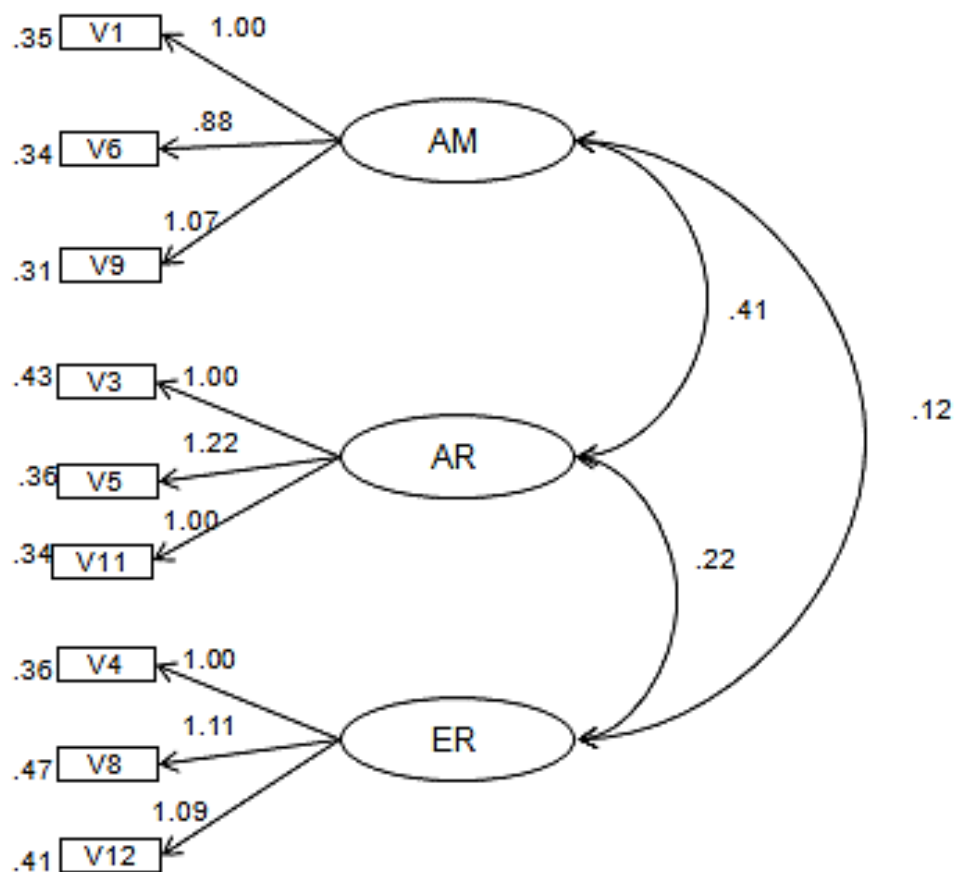 .35 V1 1.00
.88
.34 V6
AM
1.07
.31 V9
.41
.43 V3 1.00
.12
1.22
AR
.36 V5
1.00
.34 V11
.22
.36 V4 1.00
1.11
ER
.47 V8
1.09
.41 V12